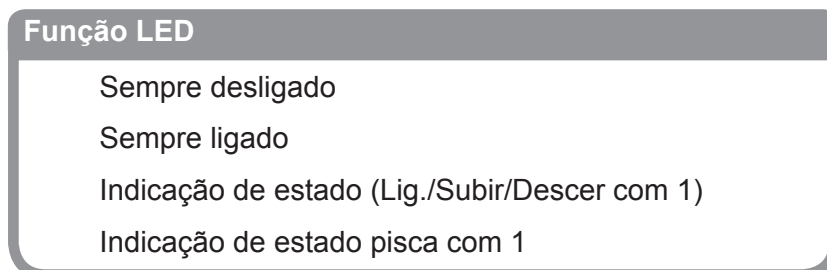 Função LED
Sempre desligado
Sempre ligado
Indicação de estado (Lig./Subir/Descer com 1)
Indicação de estado pisca com 1